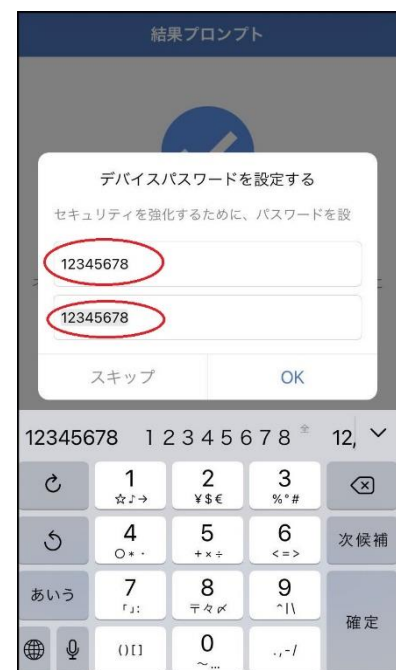 結果プロンプト
デバイスパスワードを設定する
セキュリティを強化するために、パスワードを設
12345678
12345678
スキップ OK
12345678 １２３４５６７８ 全 12,
1 2 3
☆♪→ ¥$€ %°#
4 5 6 次候補
○*・ +×÷ <=>
あいう 7 8 9
「」: 〒々〆 ^|\
確定
()[] 0 .,-/
～…